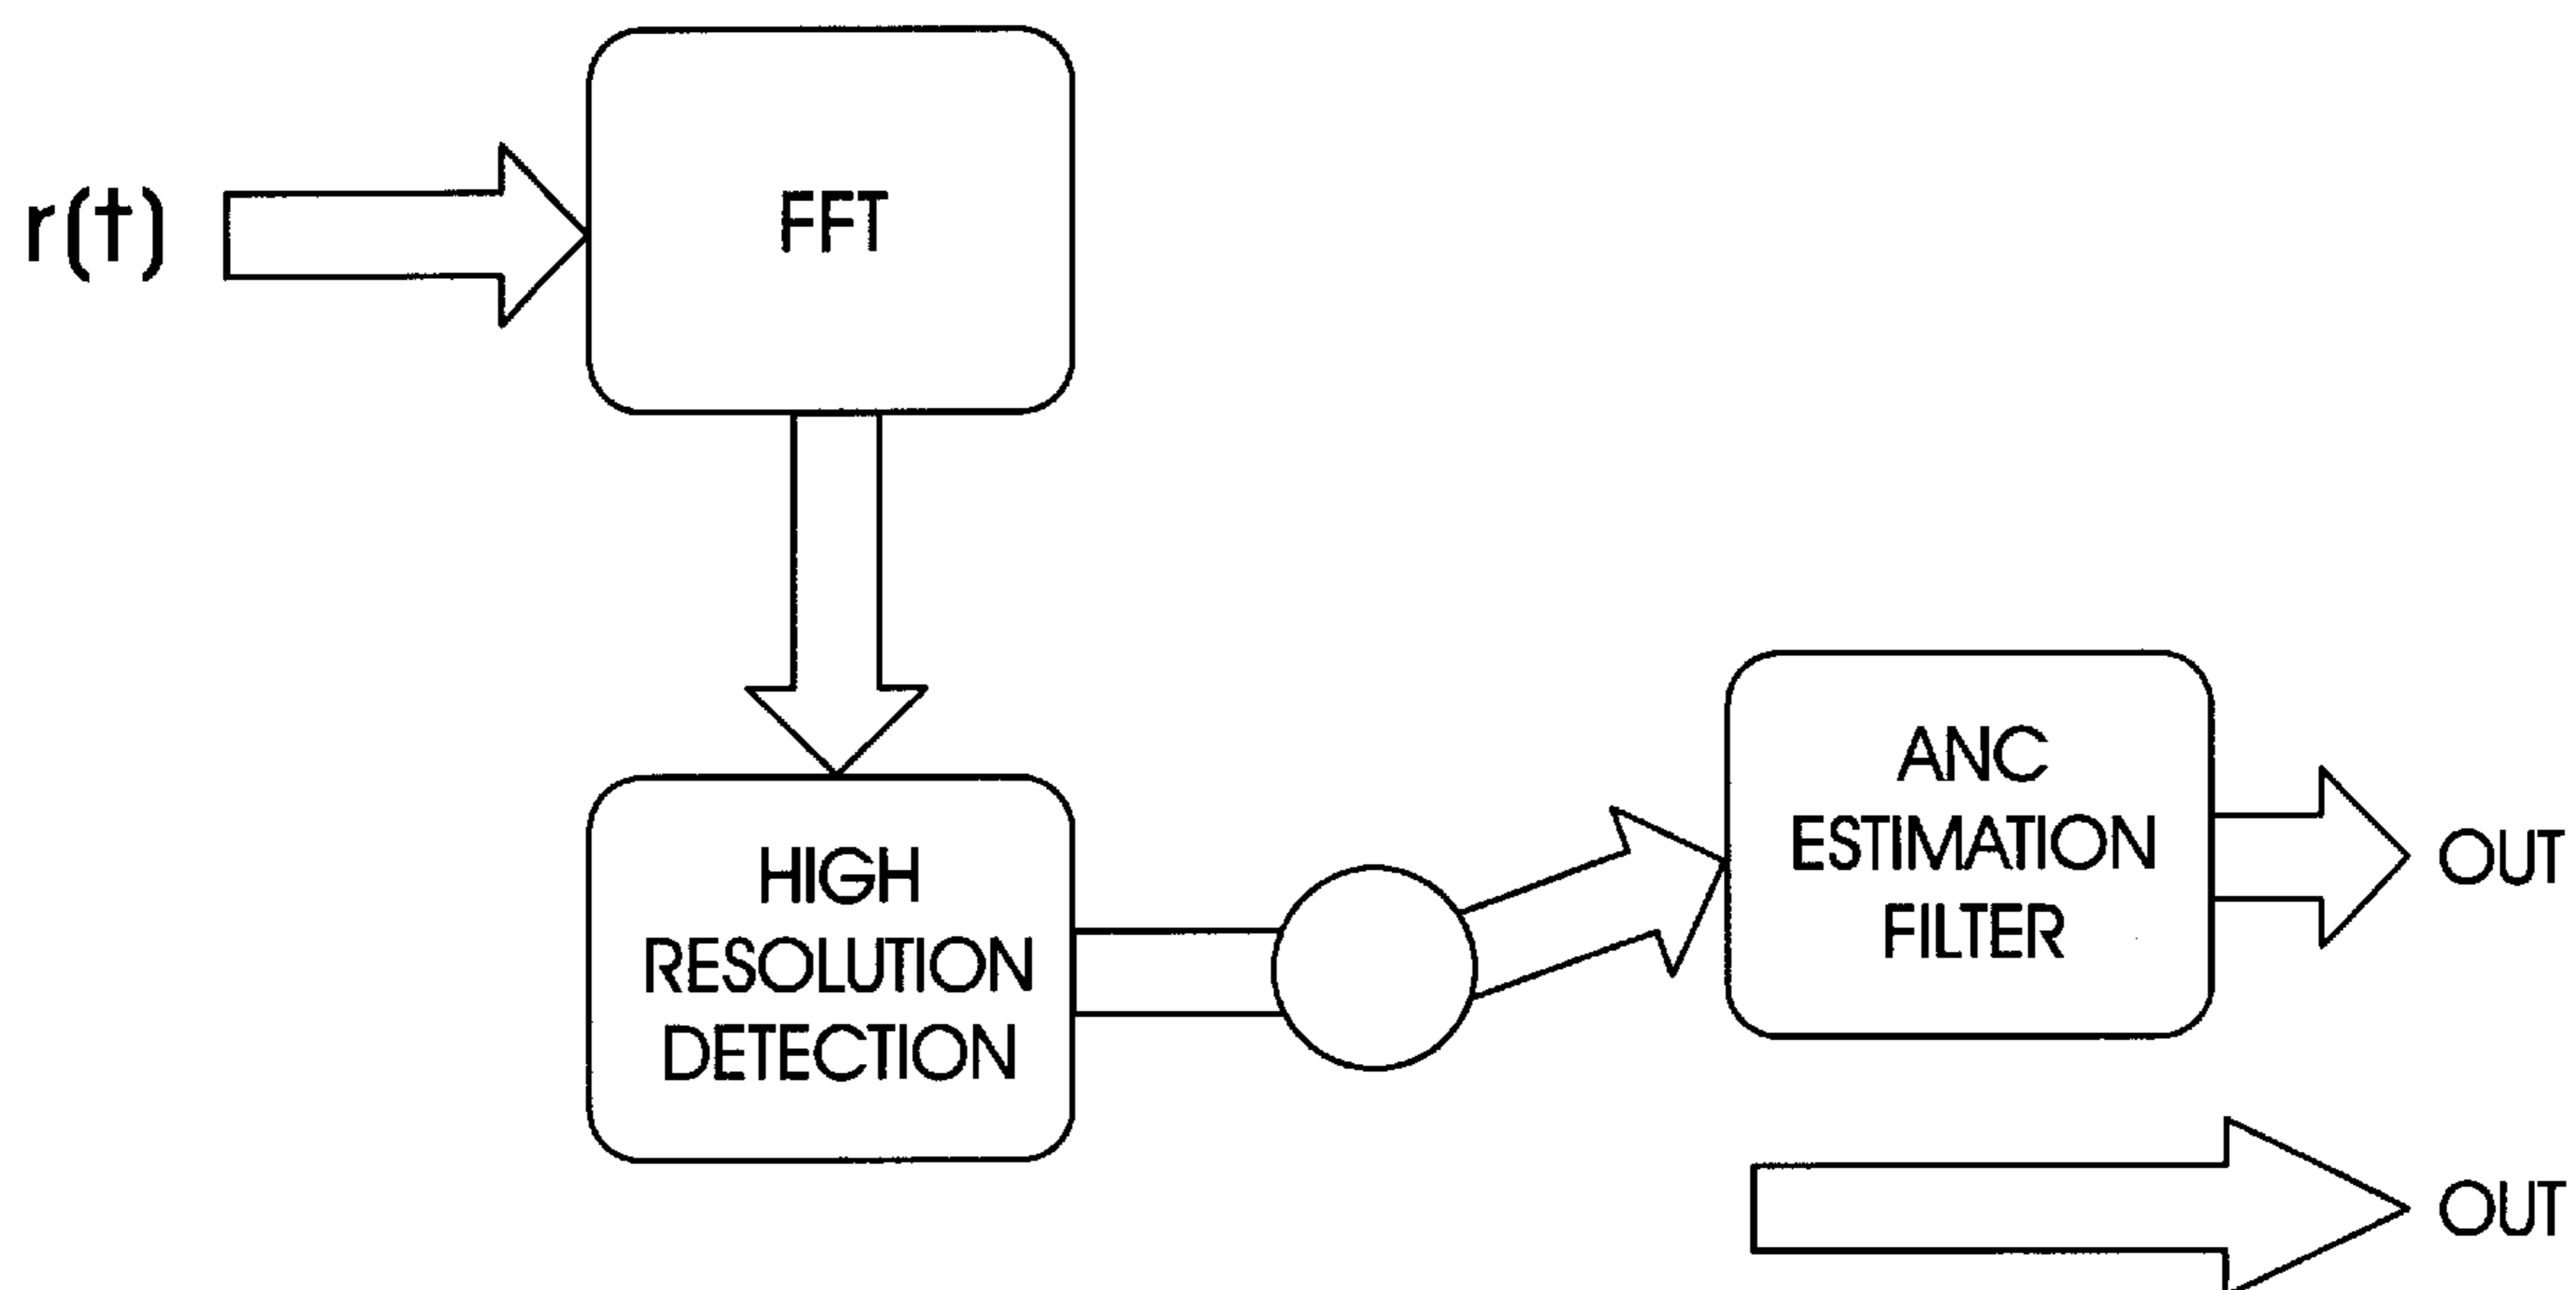 r(t)
FFT
HIGH
RESOLUTION
DETECTION
ANC
ESTIMATION
FILTER
OUT
OUT